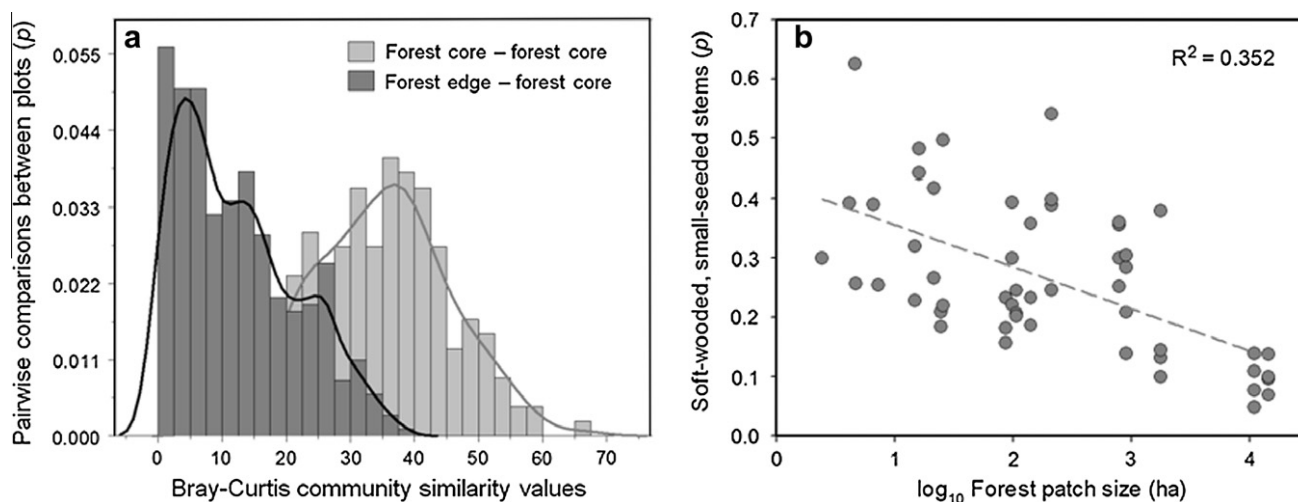 a
Forest core – forest core
Forest edge – forest core
Pairwise comparisons between plots (p)
0.055
0.044
0.033
0.022
0.011
0.000
0 10 20 30 40 50 60 70
Bray-Curtis community similarity values
b
R² = 0.352
Soft-wooded, small-seeded stems (p)
0.7
0.6
0.5
0.4
0.3
0.2
0.1
0.0
0 1 2 3 4
log₁₀ Forest patch size (ha)